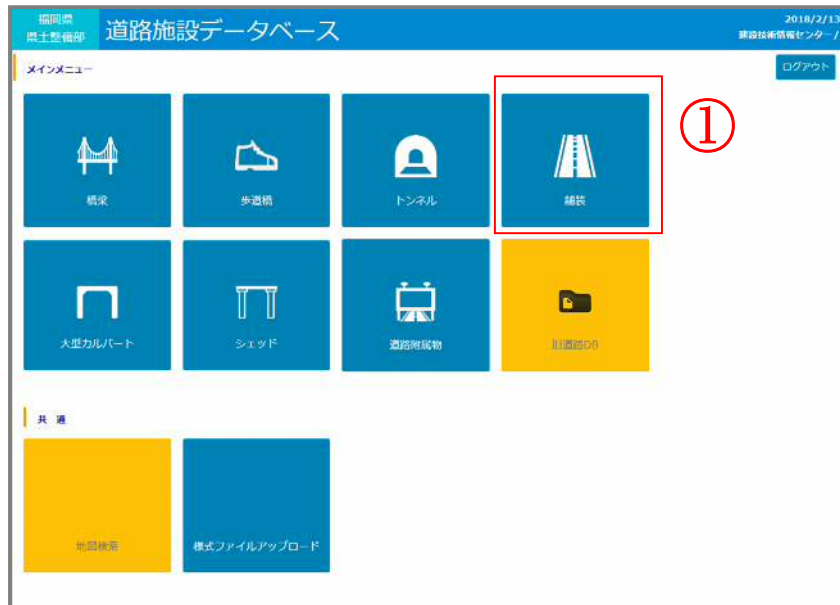 福岡県
県土整備部
道路施設データベース
2018/2/13
建設技術情報センター/
メインメニュー
ログアウト
①
橋梁
歩道橋
トンネル
舗装
大型カルバート
シェッド
道路附属物
旧道路DB
共 通
地図検索
様式ファイルアップロード